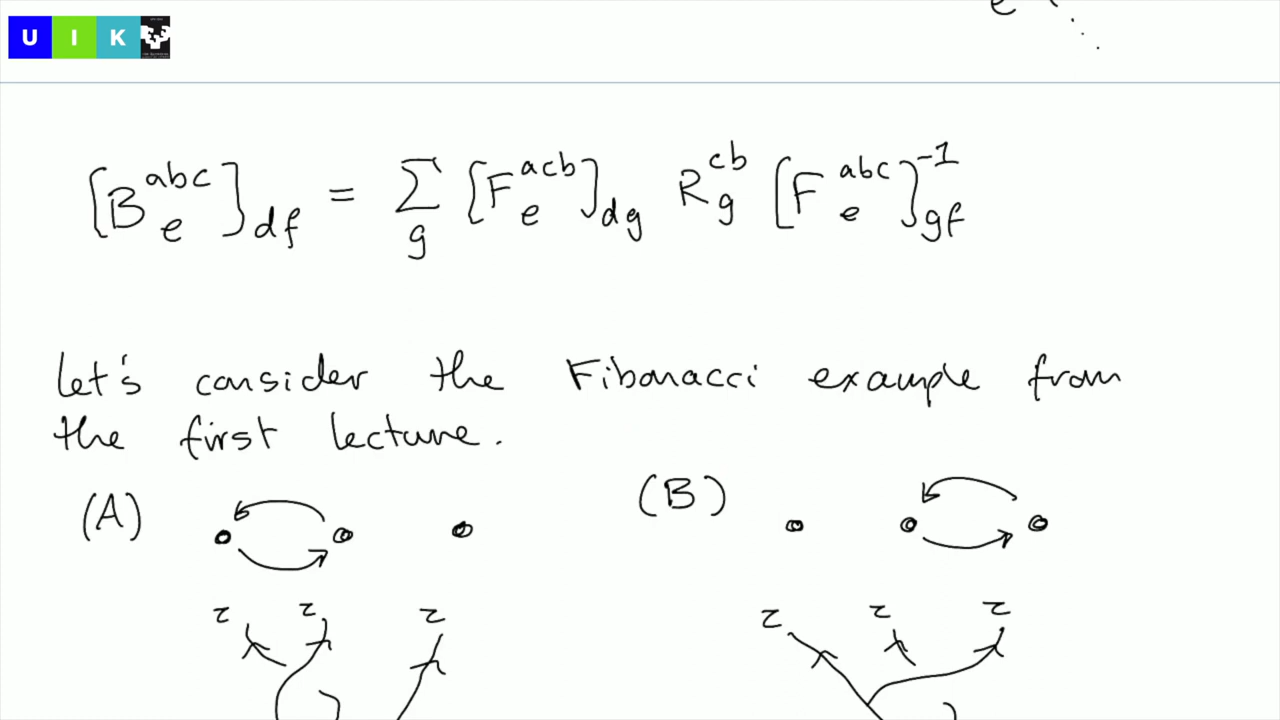 e
U I K
[B^{abc}_e]_{df} = Σ_g [F^{acb}_e]_{dg} R^{cb}_g [F^{abc}_e]^{-1}_{gf}
Let's consider the Fibonacci example from
the first lecture.
(A) (B)
τ τ τ τ τ τ